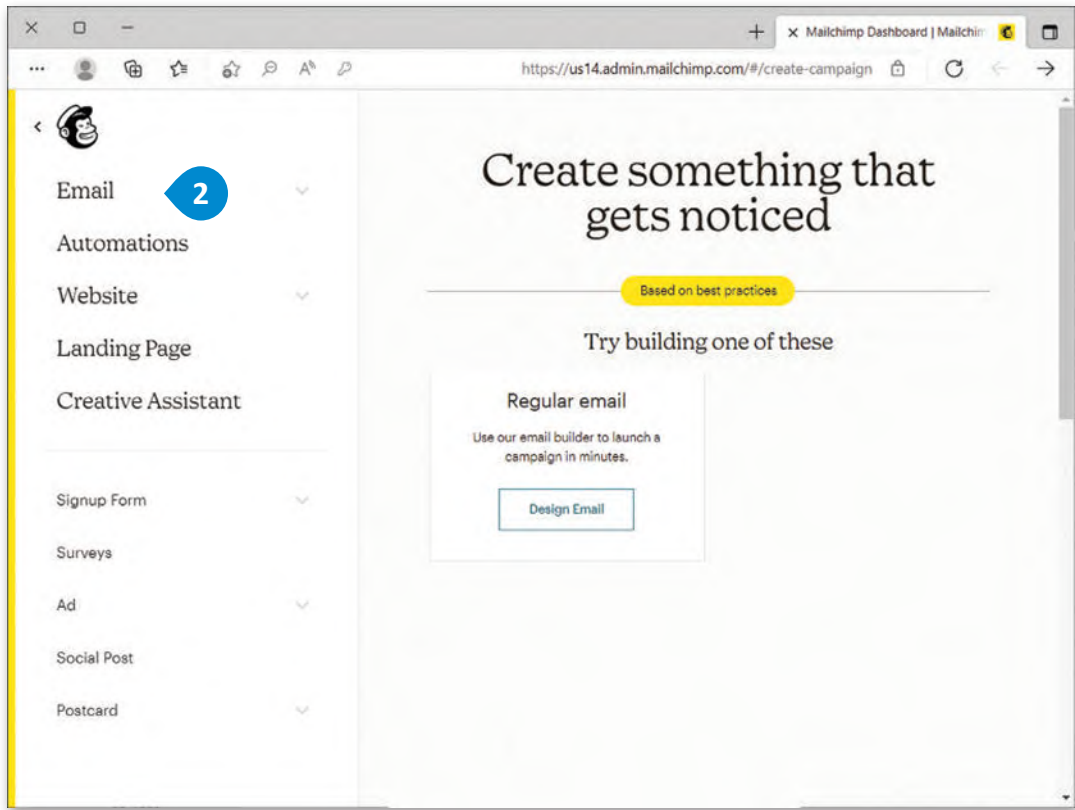 Mailchimp Dashboard | Mailchim
https://us14.admin.mailchimp.com/#/create-campaign
Email
2
Automations
Website
Landing Page
Creative Assistant
Signup Form
Surveys
Ad
Social Post
Postcard
Create something that
gets noticed
Based on best practices
Try building one of these
Regular email
Use our email builder to launch a
campaign in minutes.
Design Email